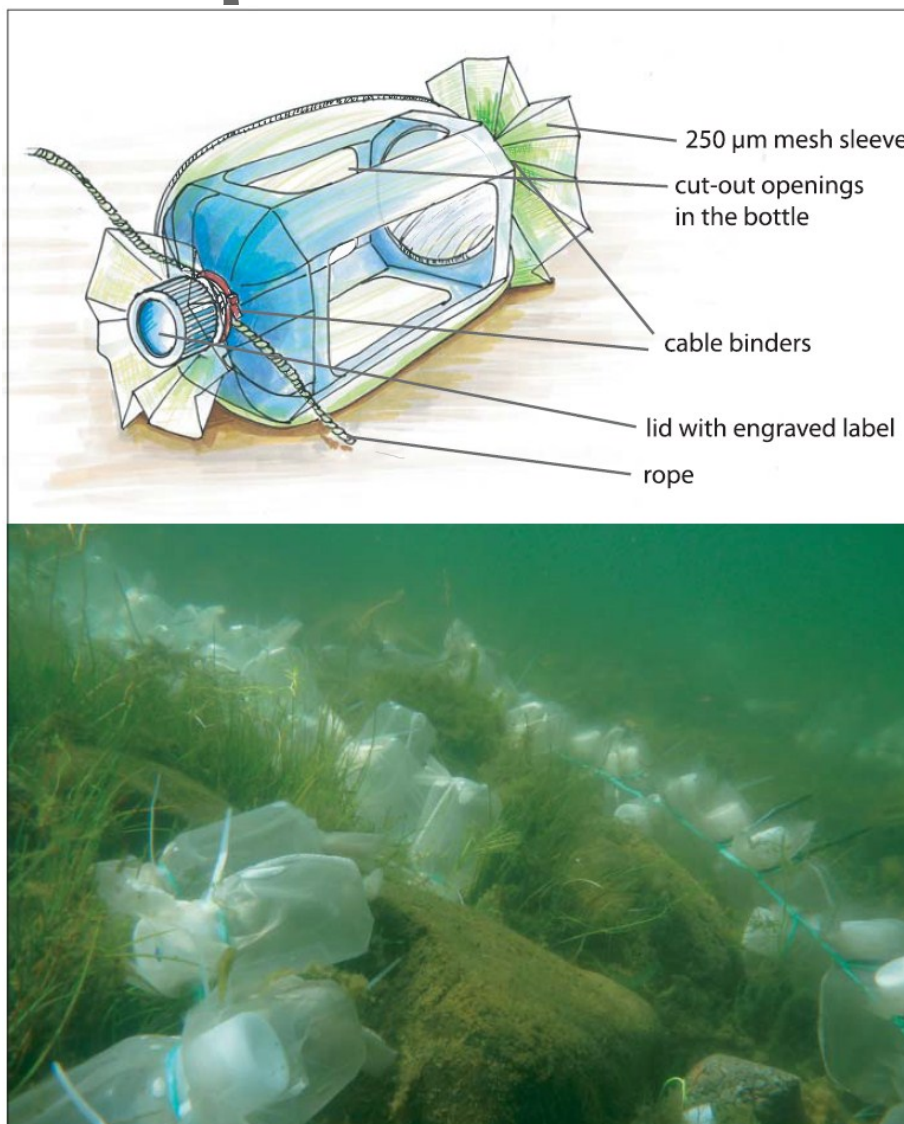 250 µm mesh sleeve
cut-out openings
in the bottle
cable binders
lid with engraved label
rope